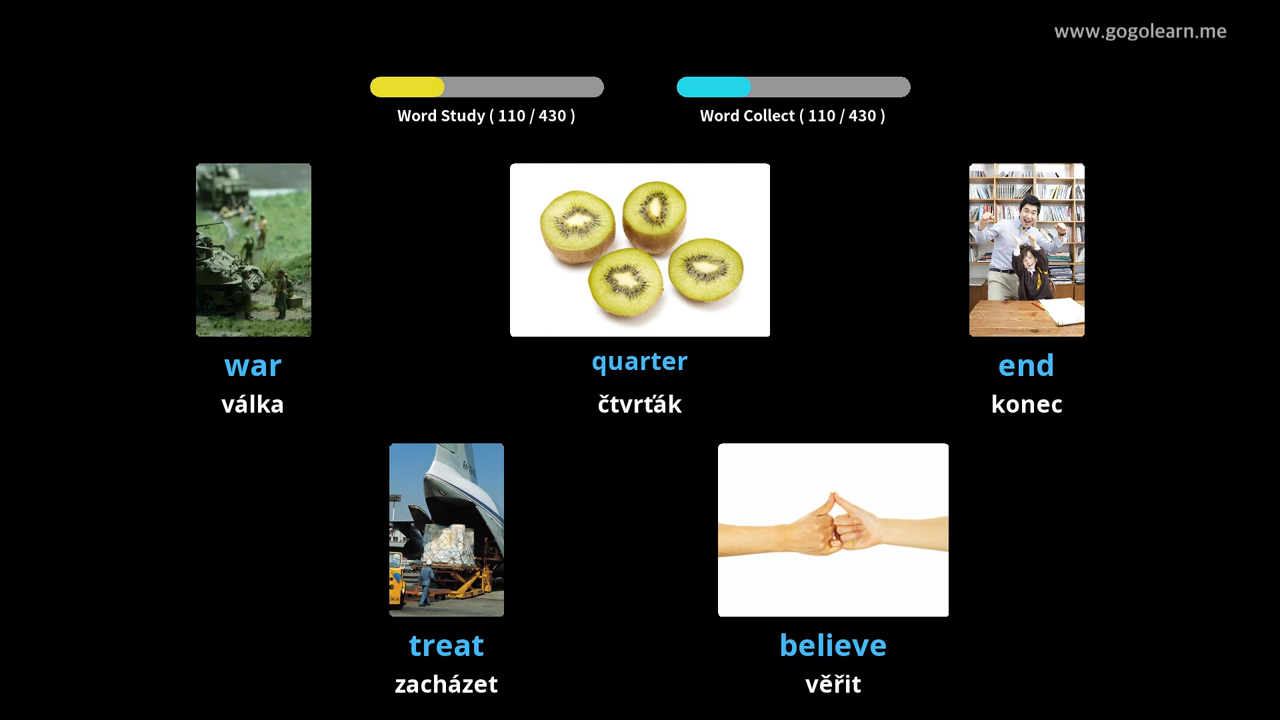 www.gogolearn.me
Word Study ( 110 / 430 )
Word Collect ( 110 / 430 )
war
válka
quarter
čtvrťák
end
konec
treat
zacházet
believe
věřit